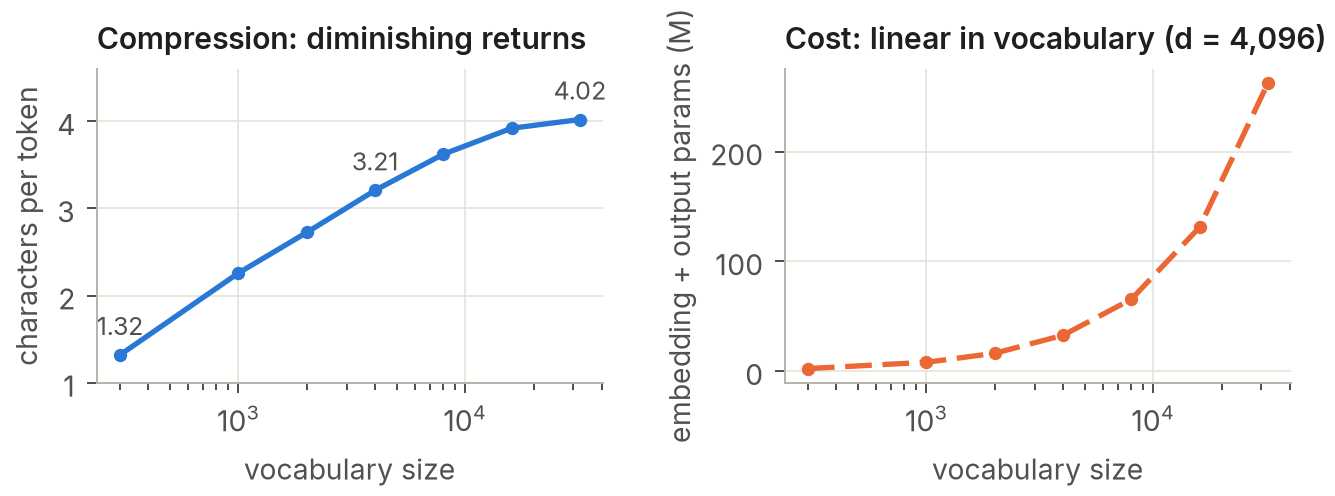 Compression: diminishing returns
characters per token
4
3
2
1
1.32
3.21
4.02
10³
10⁴
vocabulary size
Cost: linear in vocabulary (d = 4,096)
embedding + output params (M)
200
100
0
10³
10⁴
vocabulary size